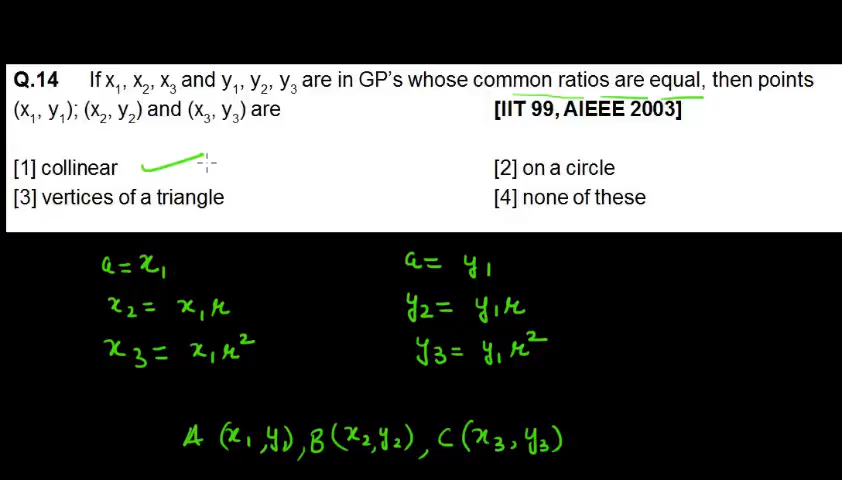 Q.14 If x₁, x₂, x₃ and y₁, y₂, y₃ are in GP's whose common ratios are equal, then points
(x₁, y₁); (x₂, y₂) and (x₃, y₃) are [IIT 99, AIEEE 2003]
[1] collinear [2] on a circle
[3] vertices of a triangle [4] none of these
a = x₁ a = y₁
x₂ = x₁r y₂ = y₁r
x₃ = x₁r² y₃ = y₁r²
A (x₁, y₁), B(x₂, y₂), C(x₃, y₃)